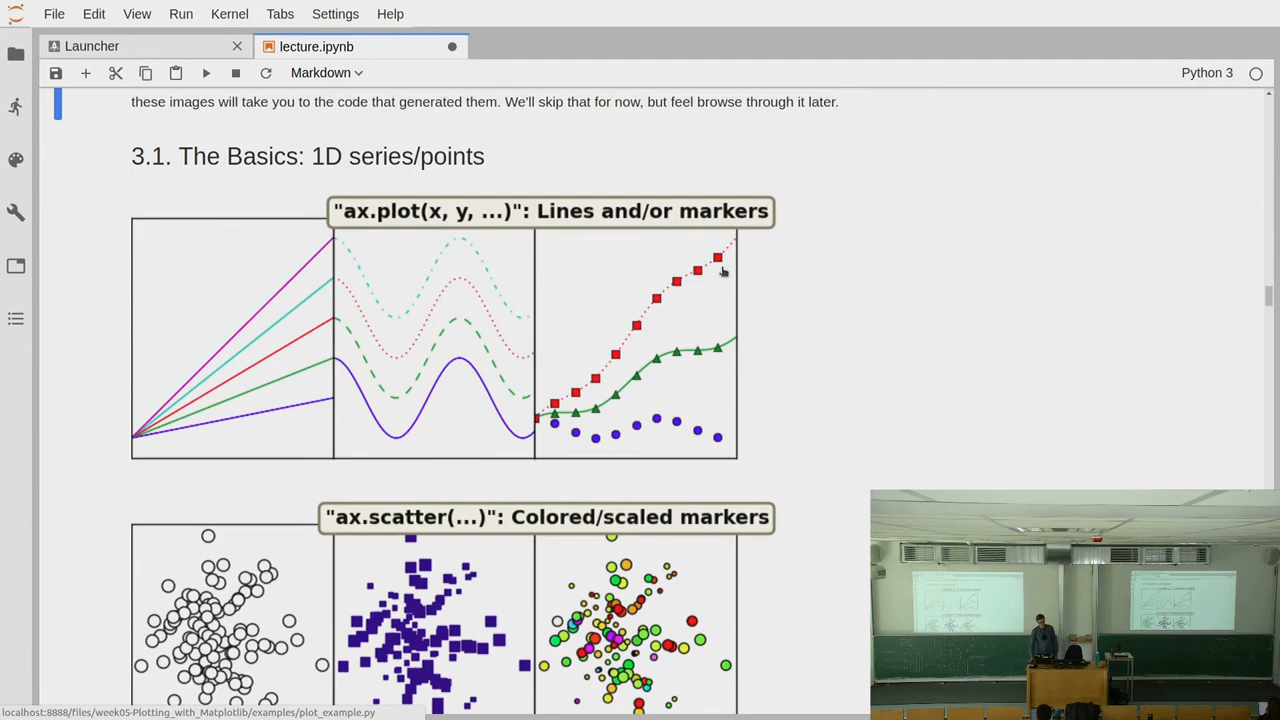 File Edit View Run Kernel Tabs Settings Help
Launcher
lecture.ipynb
Markdown
Python 3
these images will take you to the code that generated them. We'll skip that for now, but feel browse through it later.
3.1. The Basics: 1D series/points
"ax.plot(x, y, ...)": Lines and/or markers
"ax.scatter(...)": Colored/scaled markers
localhost:8888/files/week05-Plotting_with_Matplotlib/examples/plot_example.py